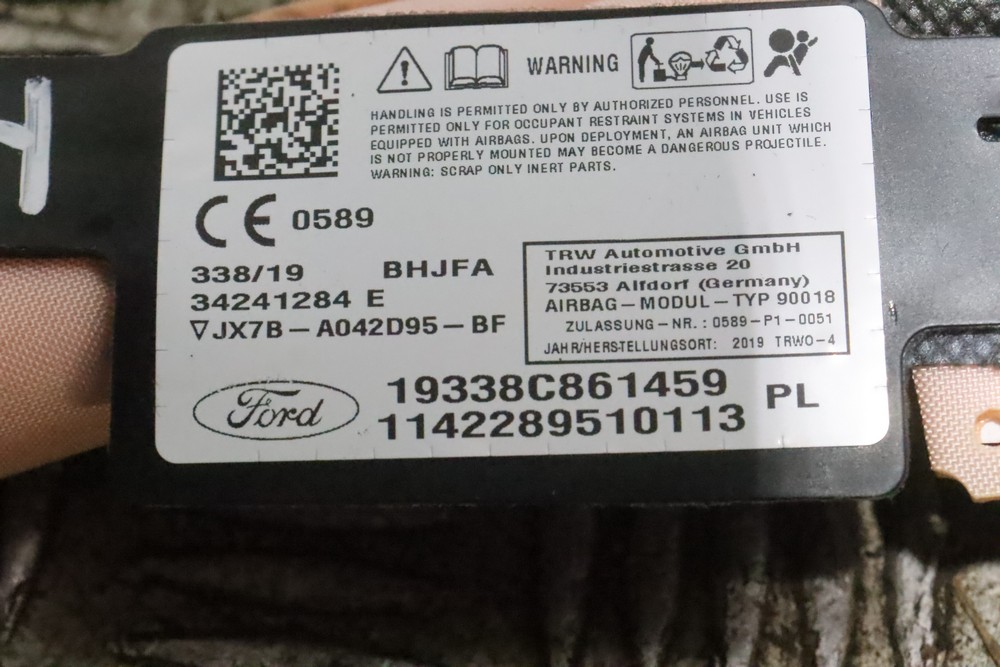 WARNING
HANDLING IS PERMITTED ONLY BY AUTHORIZED PERSONNEL. USE IS
PERMITTED ONLY FOR OCCUPANT RESTRAINT SYSTEMS IN VEHICLES
EQUIPPED WITH AIRBAGS. UPON DEPLOYMENT, AN AIRBAG UNIT WHICH
IS NOT PROPERLY MOUNTED MAY BECOME A DANGEROUS PROJECTILE.
WARNING: SCRAP ONLY INERT PARTS.
CE 0589
338/19 BHJFA
34241284 E
∇JX7B-A042D95-BF
TRW Automotive GmbH
Industriestrasse 20
73553 Alfdorf (Germany)
AIRBAG-MODUL-TYP 90018
ZULASSUNG-NR.: 0589-P1-0051
JAHR/HERSTELLUNGSORT: 2019 TRWO-4
Ford
19338C861459
1142289510113
PL